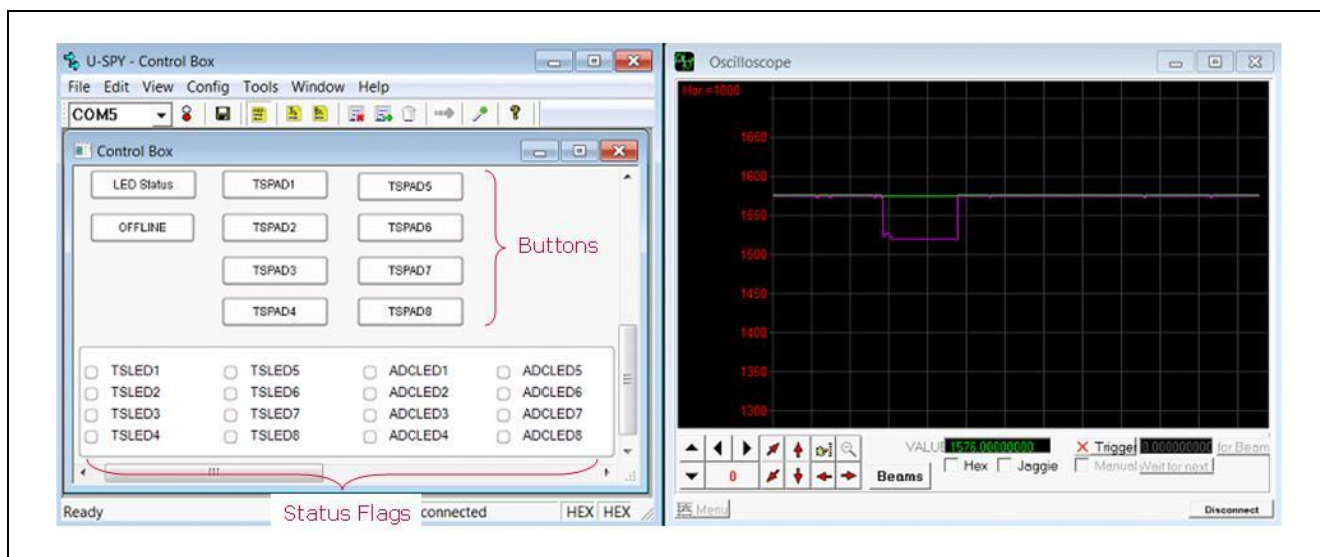 U-SPY - Control Box
File Edit View Config Tools Window Help
COM5
Control Box
LED Status TSPAD1 TSPAD5
OFFLINE TSPAD2 TSPAD6
TSPAD3 TSPAD7
TSPAD4 TSPAD8
Buttons
TSLED1 TSLED5 ADCLED1 ADCLED5
TSLED2 TSLED6 ADCLED2 ADCLED6
TSLED3 TSLED7 ADCLED3 ADCLED7
TSLED4 TSLED8 ADCLED4 ADCLED8
Status Flags
Ready connected HEX HEX
Oscilloscope
Hor =1000
1650
1600
1550
1500
1450
1400
1350
1300
VALU 1576.00000000 Trigger 0.000000000 for Beam
0 Beams Hex Jaggie Manual Wait for next
Menu Disconnect